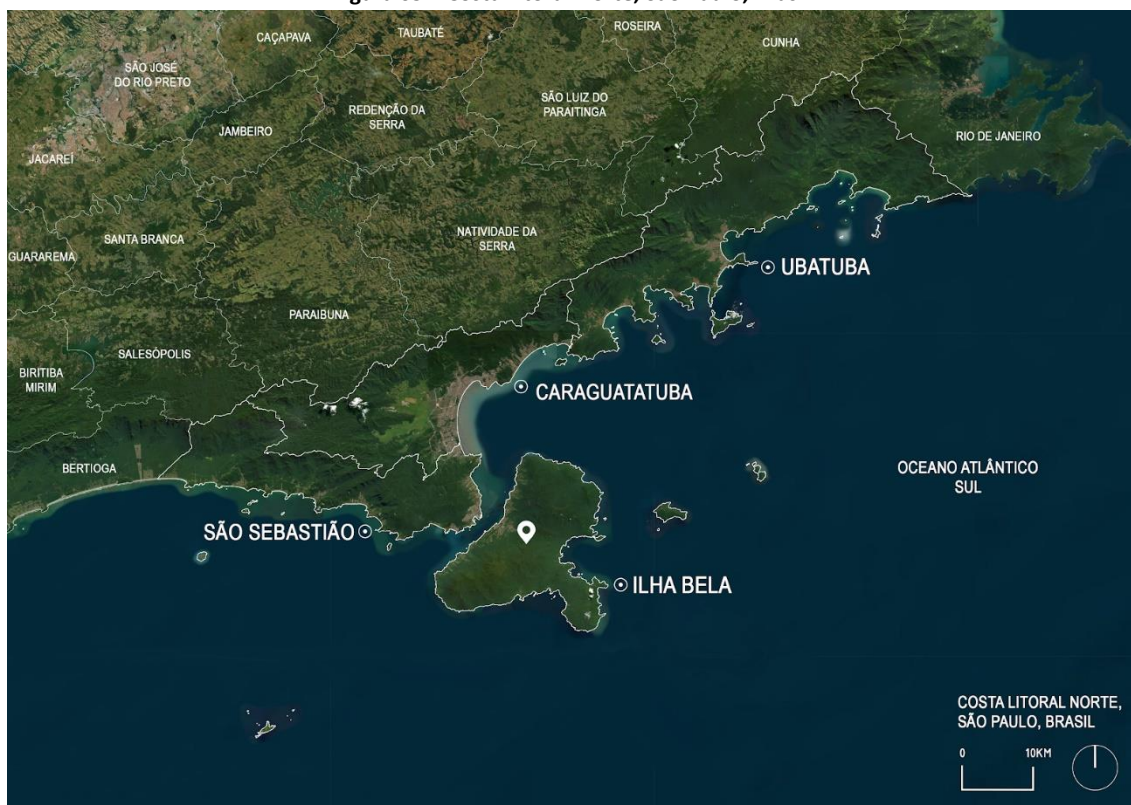 CAÇAPAVA
TAUBATÉ
ROSEIRA
CUNHA
SÃO JOSÉ
DO RIO PRETO
SÃO LUIZ DO
PARAITINGA
REDENÇÃO DA
SERRA
JAMBEIRO
RIO DE JANEIRO
JACAREÍ
SANTA BRANCA
NATIVIDADE DA
SERRA
GUARAREMA
UBATUBA
PARAIBUNA
SALESÓPOLIS
BIRITIBA
MIRIM
CARAGUATATUBA
BERTIOGA
OCEANO ATLÂNTICO
SUL
SÃO SEBASTIÃO
ILHA BELA
COSTA LITORAL NORTE,
SÃO PAULO, BRASIL
0 10KM